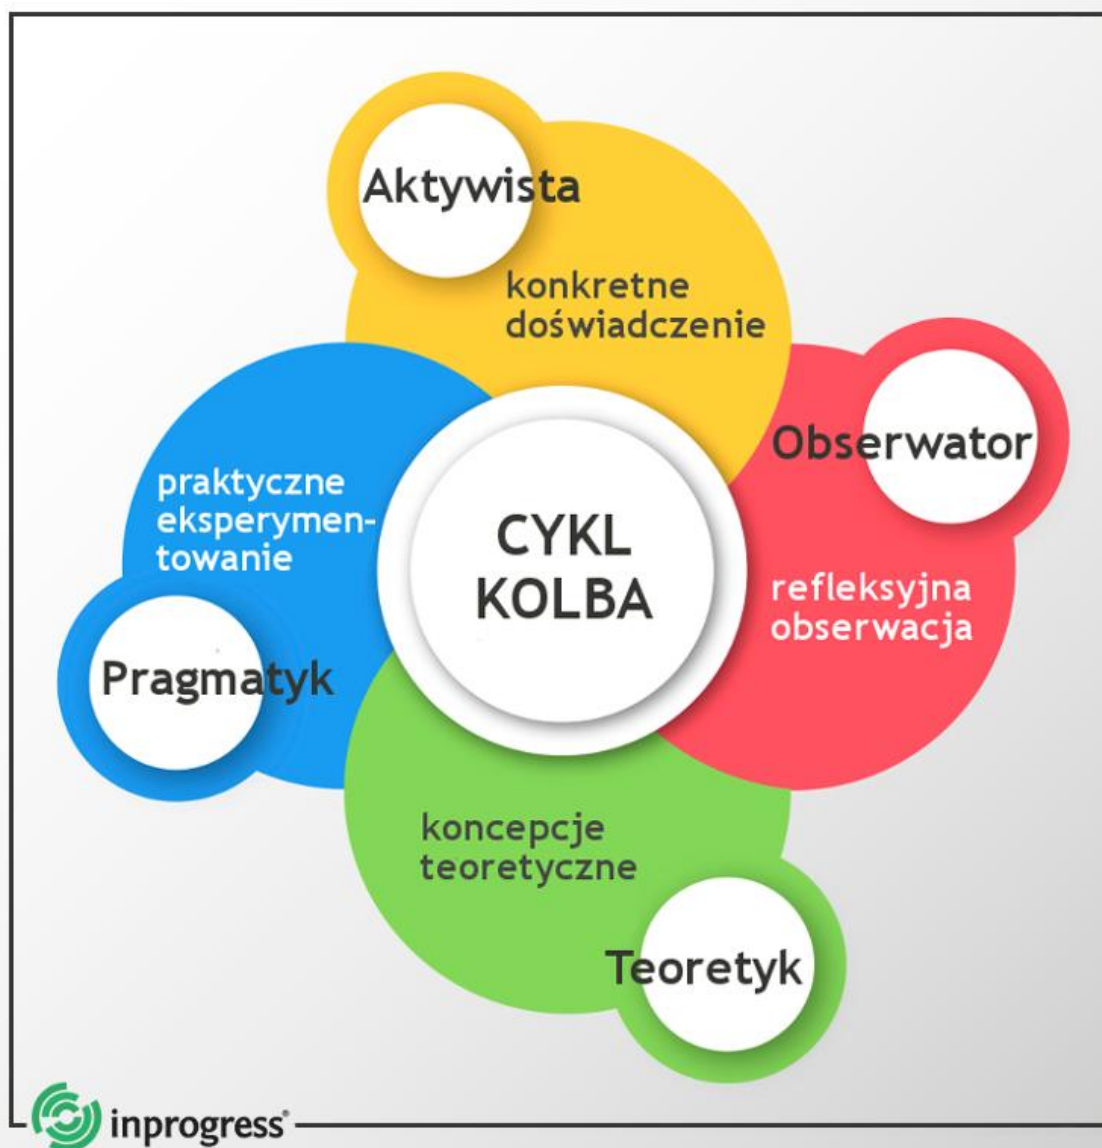 Aktywista
konkretne
doświadczenie
Obserwator
refleksyjna
obserwacja
CYKL
KOLBA
praktyczne
eksperymen-
towanie
Pragmatyk
koncepcje
teoretyczne
Teoretyk
inprogress®